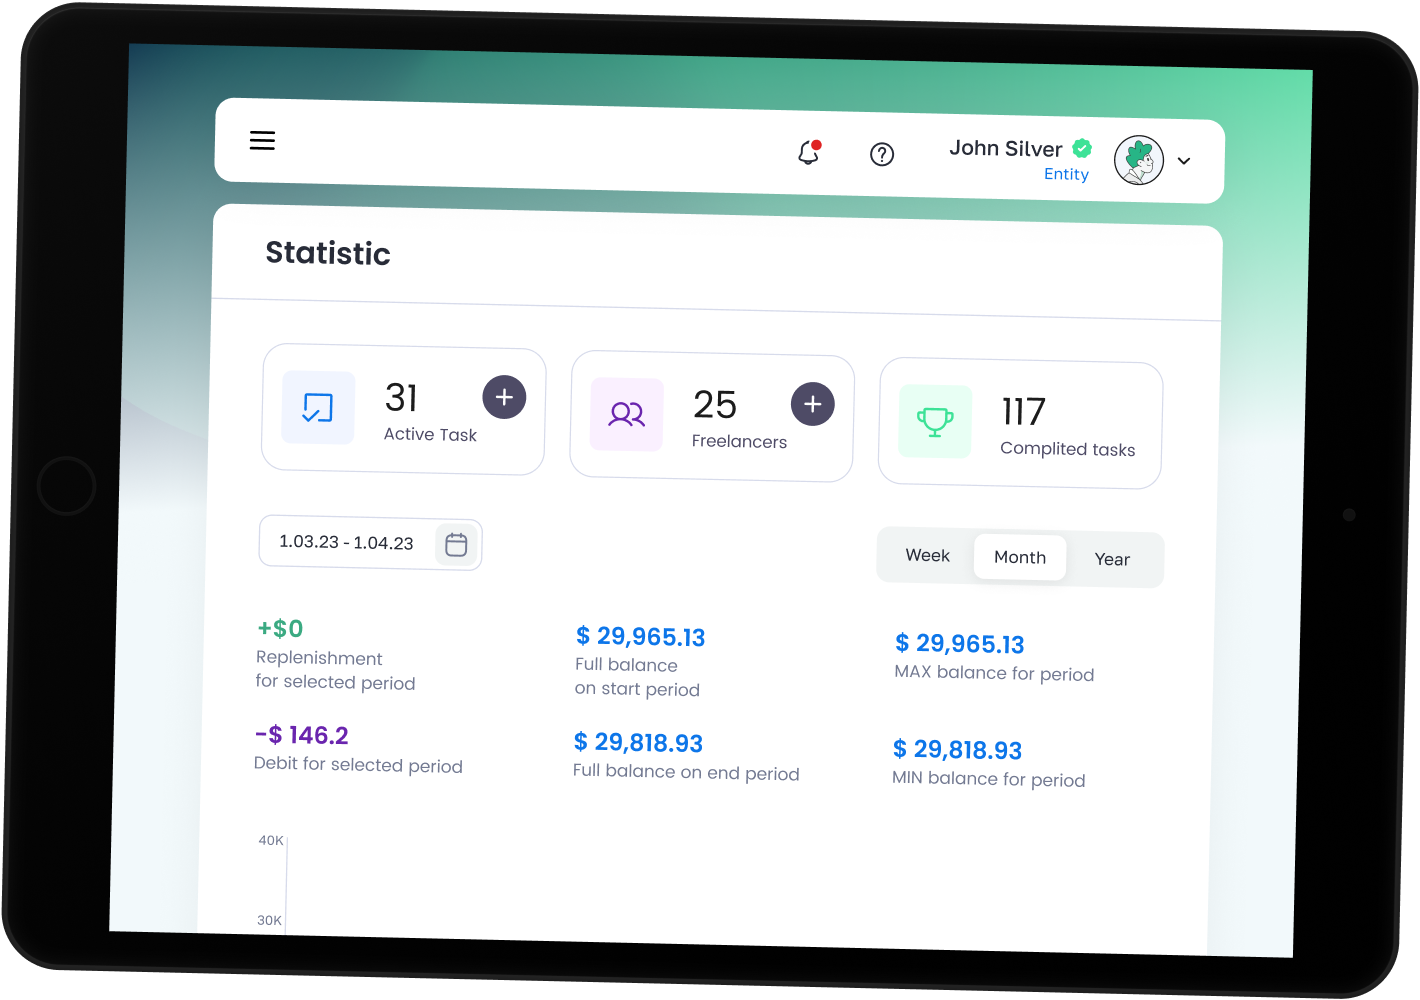 John Silver
Entity
Statistic
31
Active Task
25
Freelancers
117
Complited tasks
1.03.23 - 1.04.23
Week
Month
Year
+$0
Replenishment
for selected period
$ 29,965.13
Full balance
on start period
$ 29,965.13
MAX balance for period
-$ 146.2
Debit for selected period
$ 29,818.93
Full balance on end period
$ 29,818.93
MIN balance for period
40K
30K